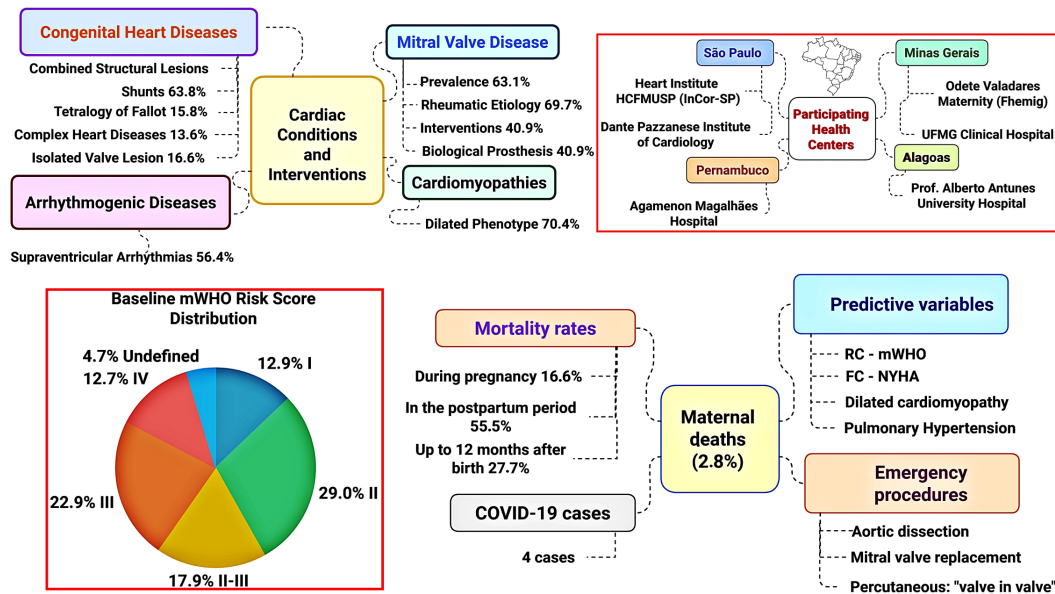 Congenital Heart Diseases
Combined Structural Lesions
Shunts 63.8%
Tetralogy of Fallot 15.8%
Complex Heart Diseases 13.6%
Isolated Valve Lesion 16.6%
Arrhythmogenic Diseases
Supraventricular Arrhythmias 56.4%
Cardiac
Conditions
and
Interventions
Mitral Valve Disease
Prevalence 63.1%
Rheumatic Etiology 69.7%
Interventions 40.9%
Biological Prosthesis 40.9%
Cardiomyopathies
Dilated Phenotype 70.4%
São Paulo
Heart Institute
HCFMUSP (InCor-SP)
Dante Pazzanese Institute
of Cardiology
Pernambuco
Agamenon Magalhães
Hospital
Participating
Health
Centers
Minas Gerais
Odete Valadares
Maternity (Fhemig)
UFMG Clinical Hospital
Alagoas
Prof. Alberto Antunes
University Hospital
Baseline mWHO Risk Score
Distribution
4.7% Undefined
12.7% IV
12.9% I
22.9% III
29.0% II
17.9% II-III
Mortality rates
During pregnancy 16.6%
In the postpartum period
55.5%
Up to 12 months after
birth 27.7%
COVID-19 cases
4 cases
Maternal
deaths
(2.8%)
Predictive variables
RC - mWHO
FC - NYHA
Dilated cardiomyopathy
Pulmonary Hypertension
Emergency
procedures
Aortic dissection
Mitral valve replacement
Percutaneous: "valve in valve"